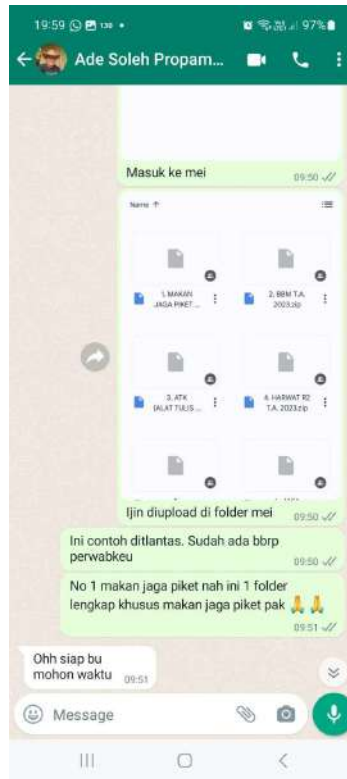 19:59
97%
Ade Soleh Propam...
Masuk ke mei
09:50
Name ↑
1. MAKAN
JAGA PIKET ...
2. BBM T.A.
2023.zip
3. ATK
(ALAT TULIS ...
4. HARWAT R2
T.A. 2023.zip
Ijin diupload di folder mei
09:50
Ini contoh ditlantas. Sudah ada bbrp
perwabkeu
09:50
No 1 makan jaga piket nah ini 1 folder
lengkap khusus makan jaga piket pak 🙏🙏
09:51
Ohh siap bu
mohon waktu
09:51
Message